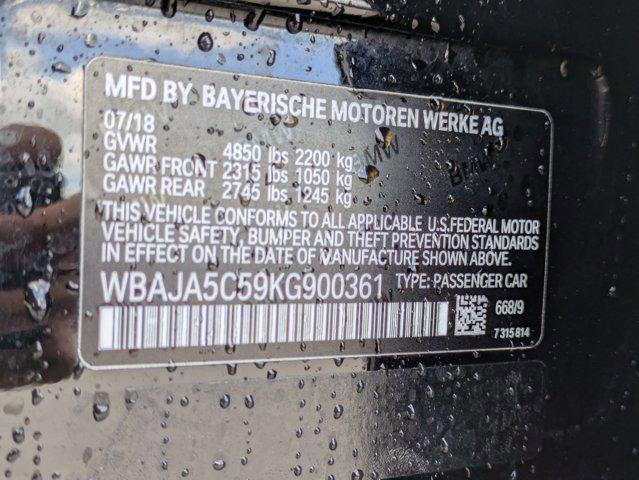 MFD BY BAYERISCHE MOTOREN WERKE AG
07/18
GVWR 4850 lbs 2200 kg
GAWR FRONT 2315 lbs 1050 kg
GAWR REAR 2745 lbs 1245 kg
THIS VEHICLE CONFORMS TO ALL APPLICABLE U.S.FEDERAL MOTOR
VEHICLE SAFETY, BUMPER AND THEFT PREVENTION STANDARDS
IN EFFECT ON THE DATE OF MANUFACTURE SHOWN ABOVE.
WBAJA5C59KG900361 TYPE: PASSENGER CAR
668/9
7315814
BMW
BMW